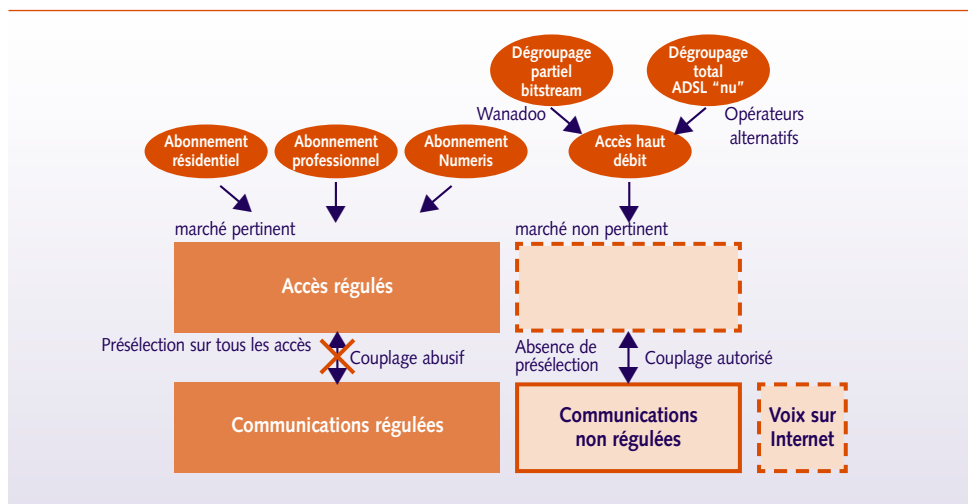 Dégroupage
partiel
bitstream
Dégroupage
total
ADSL "nu"
Wanadoo
Opérateurs
alternatifs
Abonnement
résidentiel
Abonnement
professionnel
Abonnement
Numeris
Accès haut
débit
marché pertinent
marché non pertinent
Accès régulés
Présélection sur tous les accès
Couplage abusif
Absence de
présélection
Couplage autorisé
Communications régulées
Communications
non régulées
Voix sur
Internet